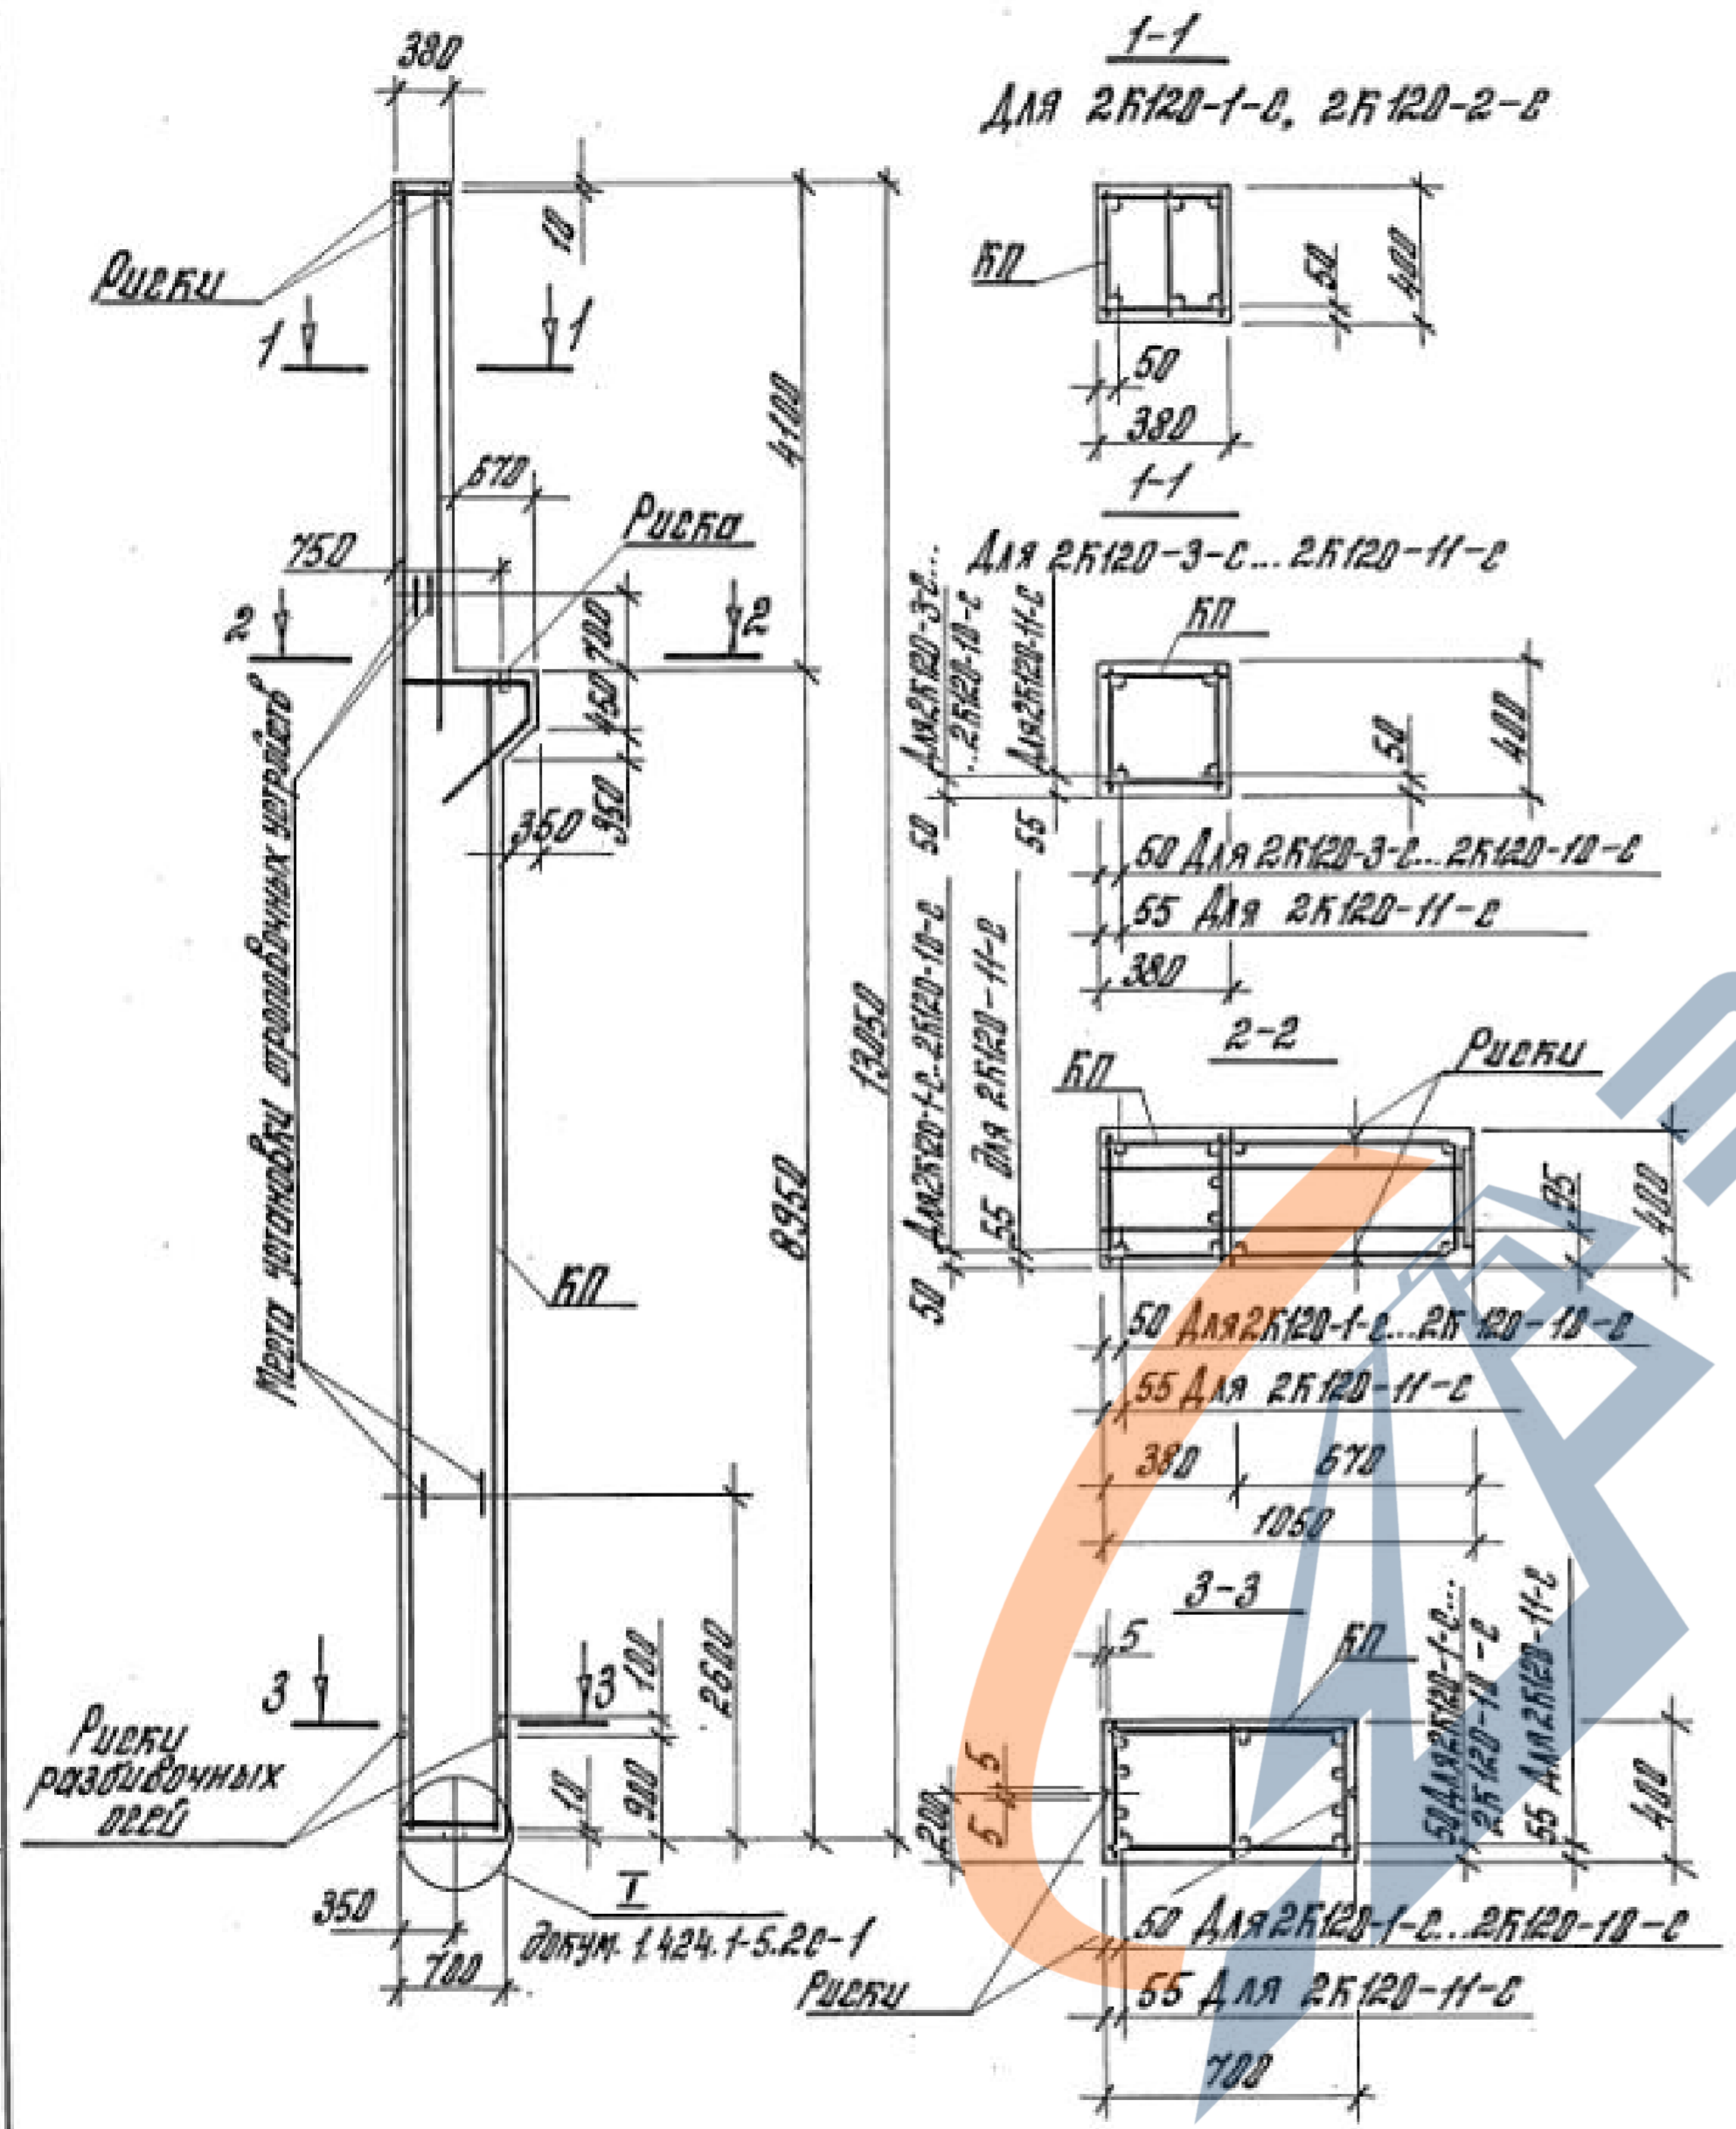 380
10
Риски
1
1
4100
670
Риска
750
2
2
700
450
350
350
Места установки строповочных устройств
13050
8950
КП
2600
3
3
100
900
10
Риски
разбивочных
осей
I
докум. 1.424.1-5.2с-1
350
700
1-1
Для 2К120-1-С, 2К120-2-С
КП
50
400
50
380
1-1
Для 2К120-3-С... 2К120-11-С
КП
Для 2К120-3-С...
...2К120-10-С
Для 2К120-11-С
50
55
50
400
50 Для 2К120-3-С...2К120-10-С
55 Для 2К120-11-С
380
2-2
КП
Риски
50 Для 2К120-1-С...2К120-10-С
55 Для 2К120-11-С
95
400
50 Для 2К120-1-С...2К120-10-С
55 Для 2К120-11-С
380
670
1050
3-3
5
КП
50 Для 2К120-1-С...
2К120-10-С
55 Для 2К120-11-С
200
5
5
400
50 Для 2К120-1-С...2К120-10-С
55 Для 2К120-11-С
Риски
700